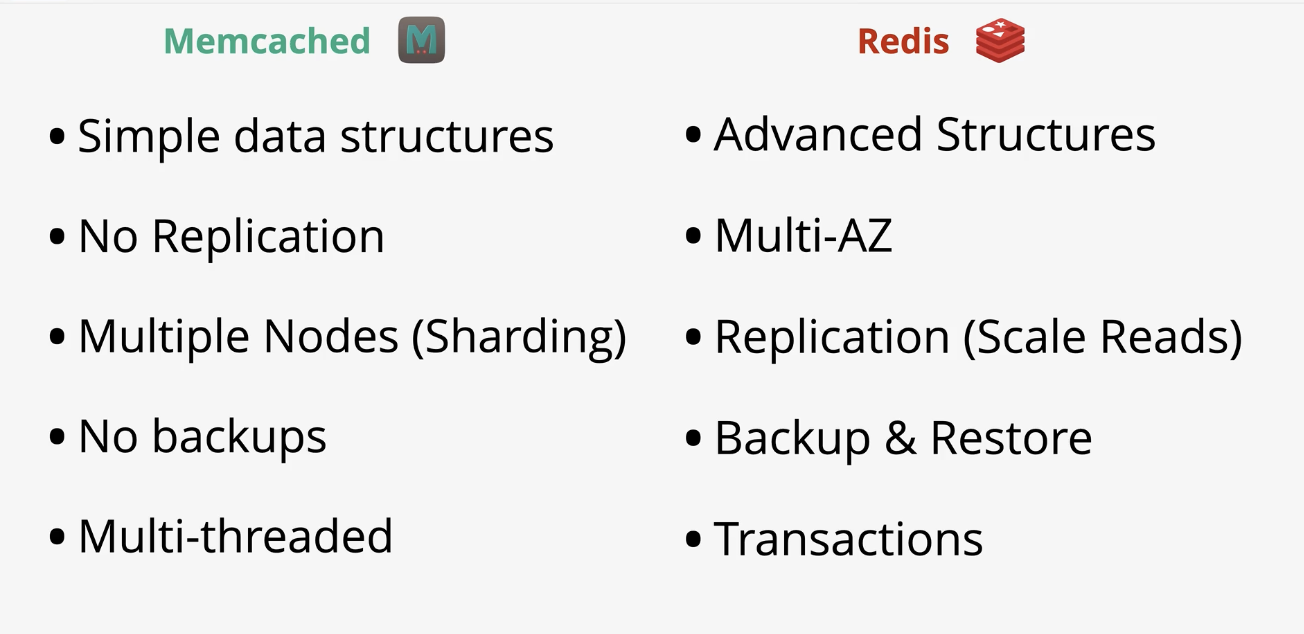 Memcached
• Simple data structures
• No Replication
• Multiple Nodes (Sharding)
• No backups
• Multi-threaded
Redis
• Advanced Structures
• Multi-AZ
• Replication (Scale Reads)
• Backup & Restore
• Transactions